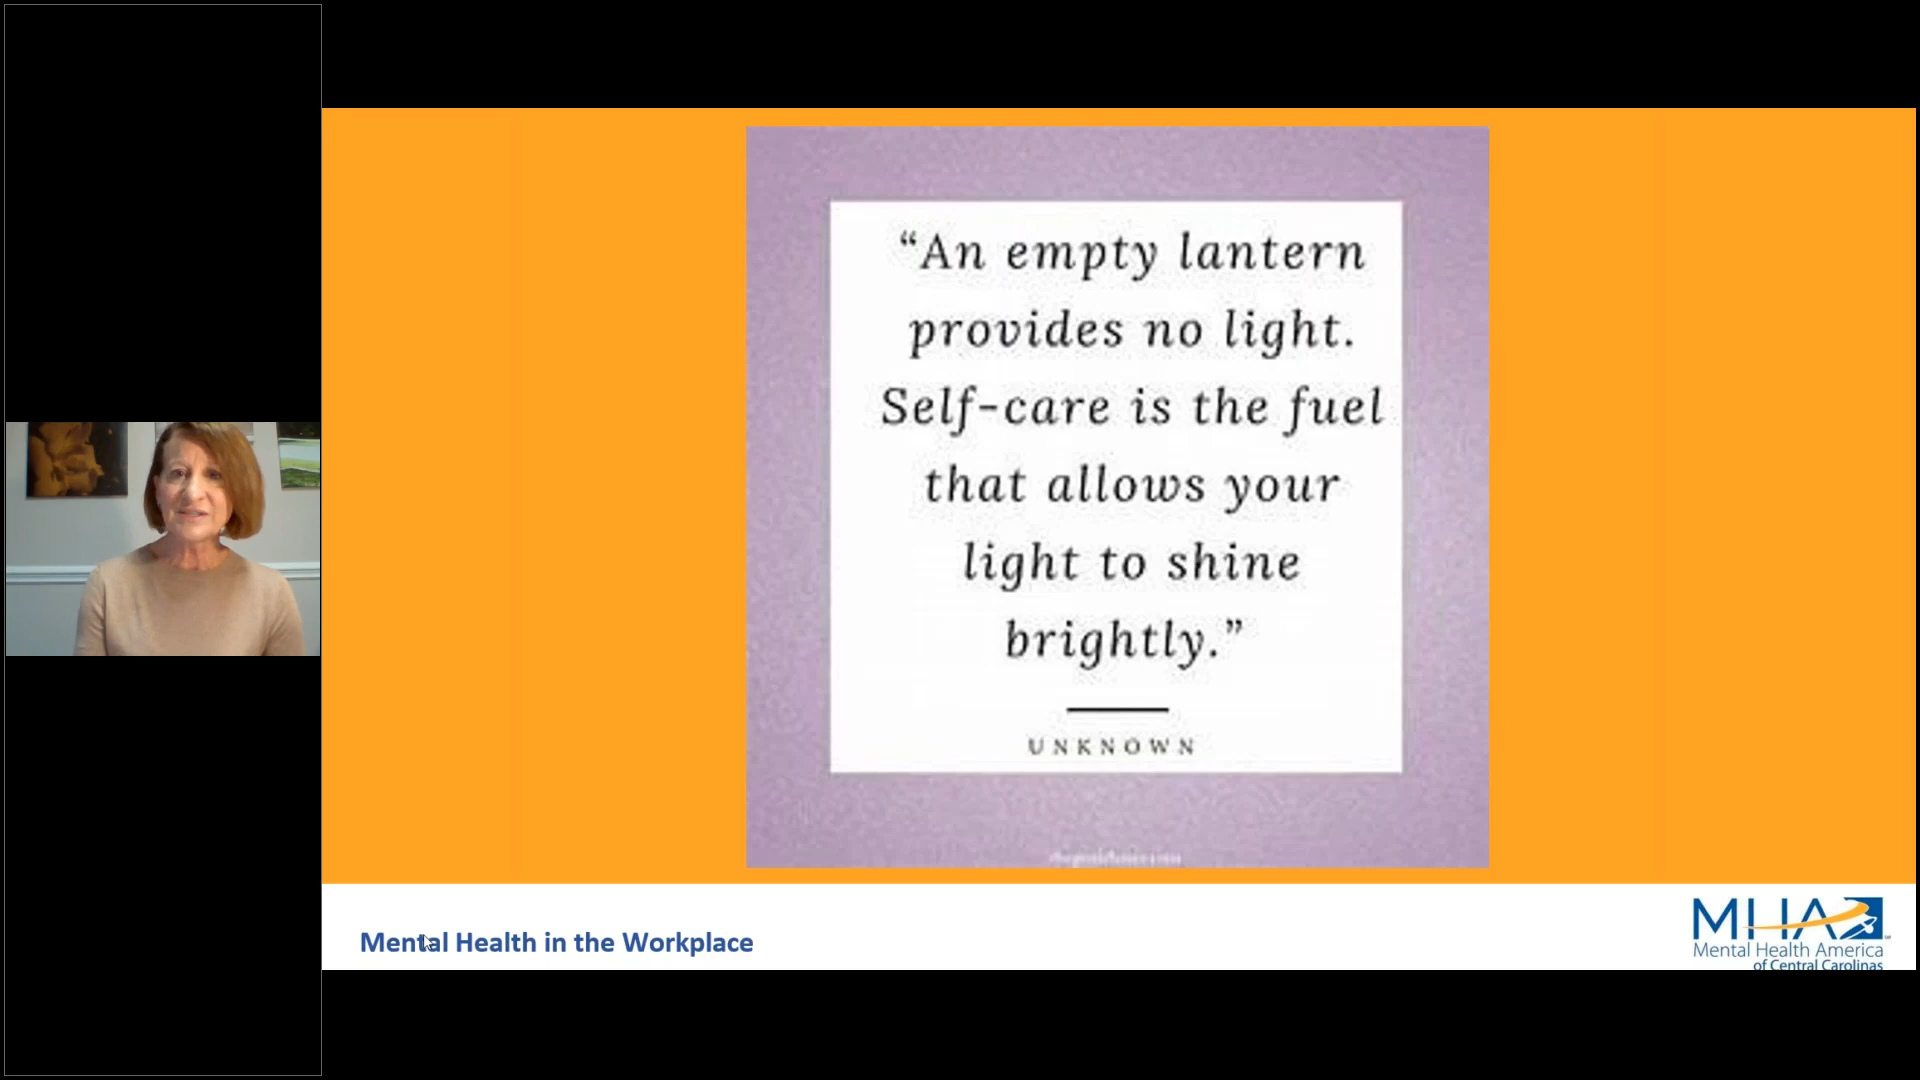 “An empty lantern
provides no light.
Self-care is the fuel
that allows your
light to shine
brightly.”
UNKNOWN
Mental Health in the Workplace
MHA
Mental Health America
of Central Carolinas